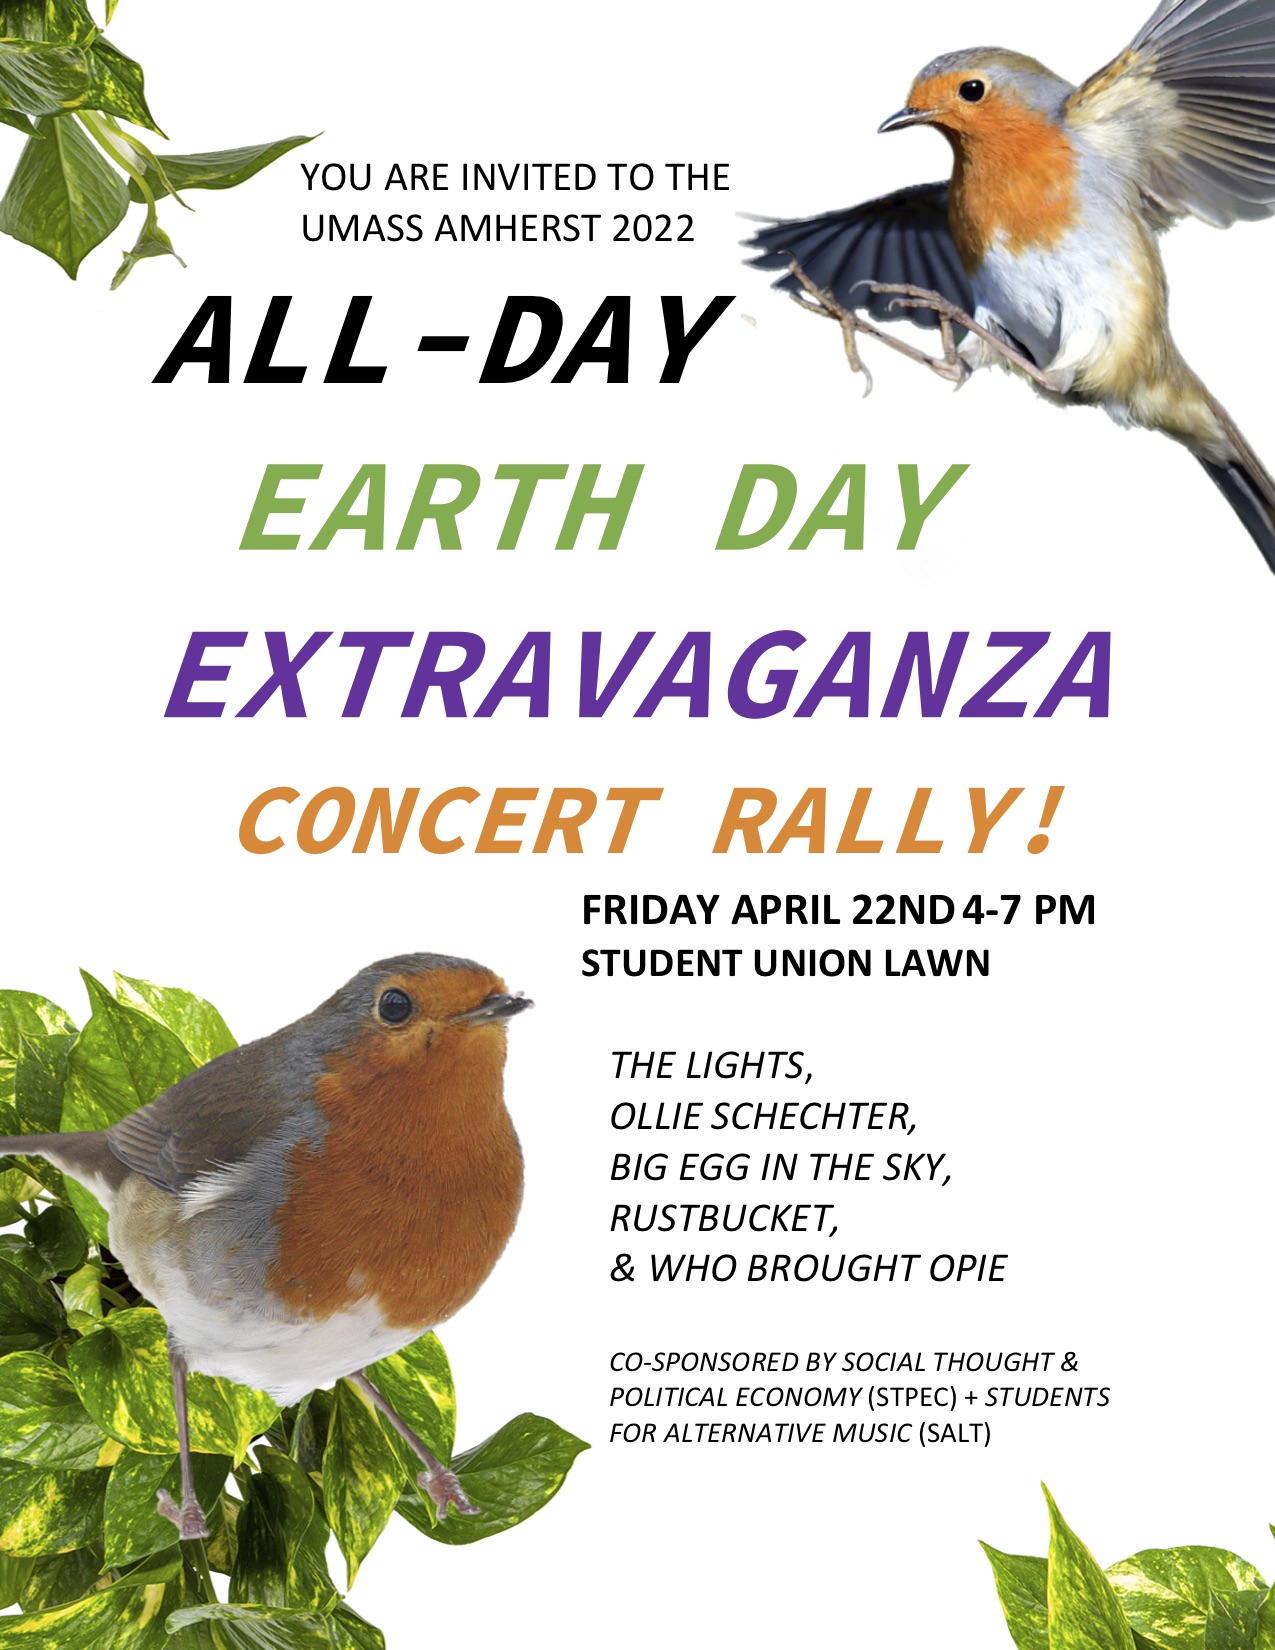 YOU ARE INVITED TO THE
UMASS AMHERST 2022
ALL-DAY
EARTH DAY
EXTRAVAGANZA
CONCERT RALLY!
FRIDAY APRIL 22ND 4-7 PM
STUDENT UNION LAWN
THE LIGHTS,
OLLIE SCHECHTER,
BIG EGG IN THE SKY,
RUSTBUCKET,
& WHO BROUGHT OPIE
CO-SPONSORED BY SOCIAL THOUGHT &
POLITICAL ECONOMY (STPEC) + STUDENTS
FOR ALTERNATIVE MUSIC (SALT)